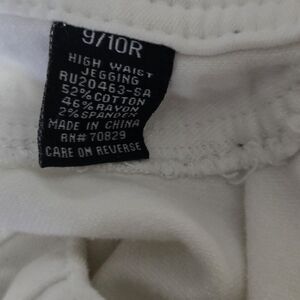 9/10R
HIGH WAIST
JEGGING
RU20463-SA
52% COTTON
46% RAYON
2% SPANDEX
MADE IN CHINA
RN# 70829
CARE ON REVERSE